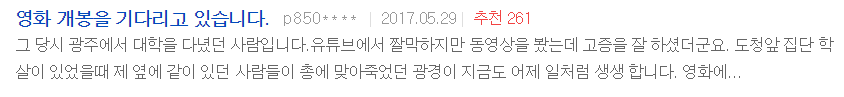 영화 개봉을 기다리고 있습니다. p850**** | 2017.05.29 | 추천 261
그 당시 광주에서 대학을 다녔던 사람입니다.유튜브에서 짤막하지만 동영상을 봤는데 고증을 잘 하셨더군요. 도청앞 집단 학
살이 있었을때 제 옆에 같이 있던 사람들이 총에 맞아죽었던 광경이 지금도 어제 일처럼 생생 합니다. 영화에...